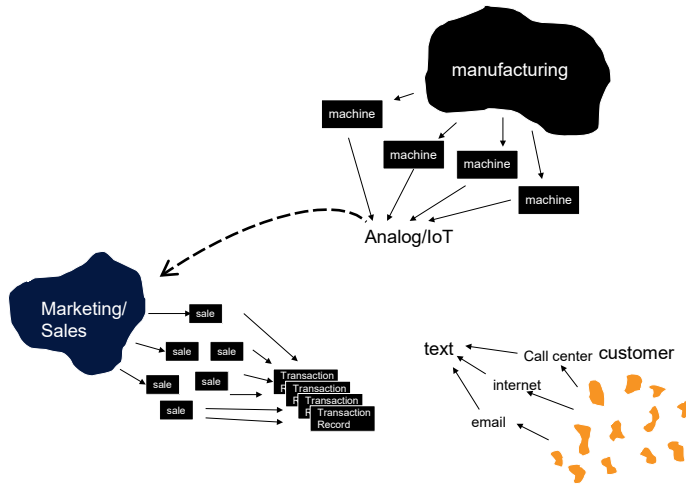 manufacturing
machine
machine
machine
machine
Analog/IoT
Marketing/
Sales
sale
sale
sale
sale
sale
sale
Transaction
R
Transaction
R
Transaction
R
Transaction
Record
text
Call center
customer
internet
email